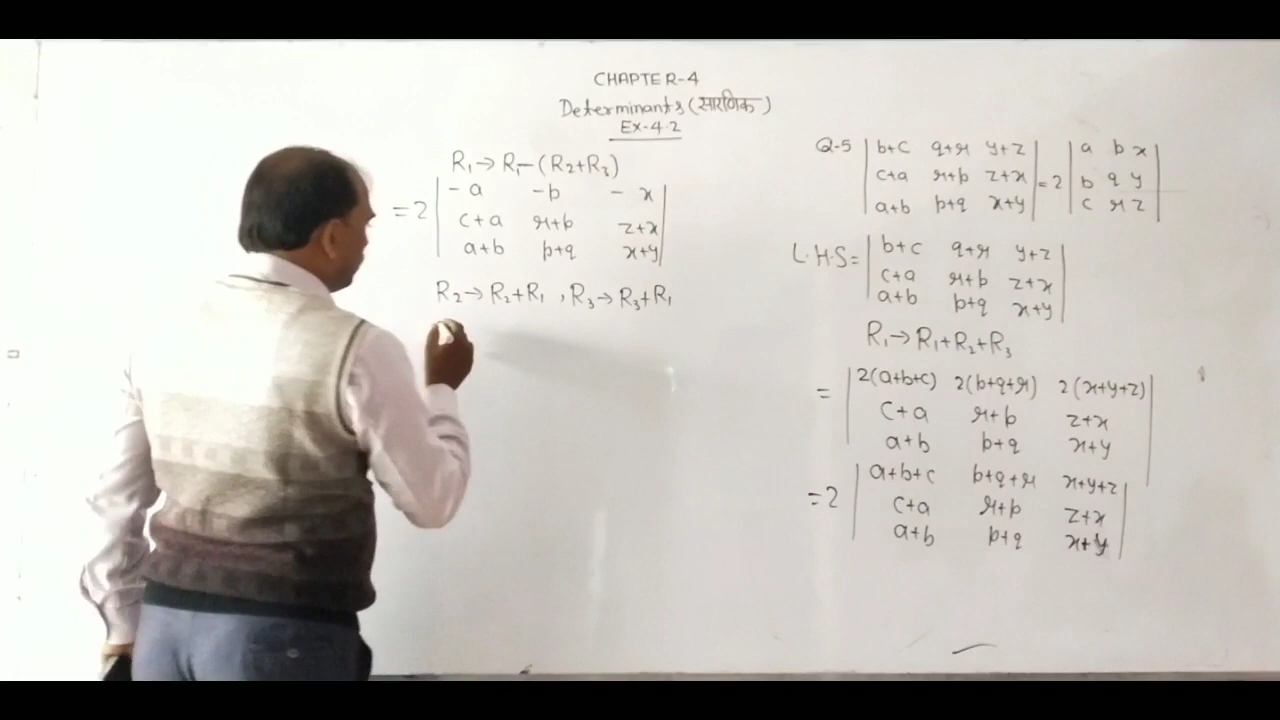 CHAPTER-4
Determinants (सारणिक)
Ex-4.2
Q-5 | b+c q+r y+z |
| c+a r+p z+x | = 2 | a p x |
| a+b p+q x+y | | b q y |
| c r z |
L.H.S = | b+c q+r y+z |
| c+a r+p z+x |
| a+b p+q x+y |
R₁→R₁+R₂+R₃
= | 2(a+b+c) 2(p+q+r) 2(x+y+z) |
| c+a r+p z+x |
| a+b p+q x+y |
=2 | a+b+c p+q+r x+y+z |
| c+a r+p z+x |
| a+b p+q x+y |
R₁→R₁-(R₂+R₃)
=2 | -a -p -x |
| c+a r+p z+x |
| a+b p+q x+y |
R₂→R₂+R₁ , R₃→R₃+R₁